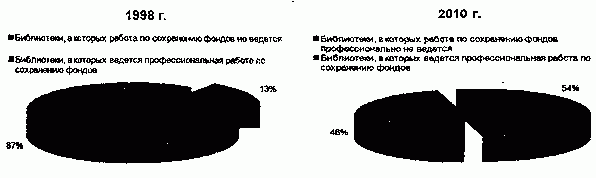 1998 г.
Библиотеки, в которых работа по сохранению фондов не ведется
Библиотеки, в которых ведется профессиональная работа по
сохранению фондов
13%
87%
2010 г.
Библиотеки, в которых работа по сохранению фондов
профессионально не ведется
Библиотеки, в которых ведется профессиональная работа по
сохранению фондов
54%
46%